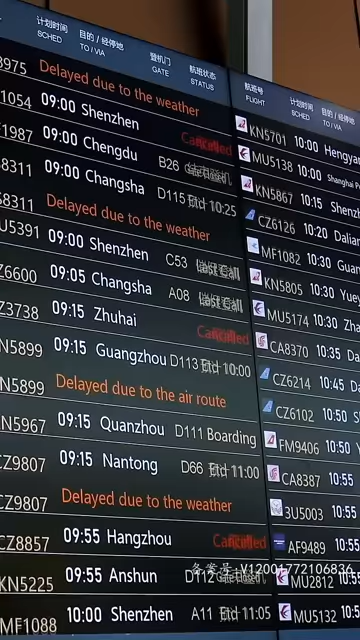 计划时间 目的 / 经停地 登机门 航班状态
SCHED TO / VIA GATE STATUS
8975 Delayed due to the weather
1054 09:00 Shenzhen Cancelled
1987 09:00 Chengdu B26
8311 09:00 Changsha D115 Etd 10:25
8311 Delayed due to the weather
U5391 09:00 Shenzhen C53 Last Call
Z6600 09:05 Changsha A08 Last Call
Z3738 09:15 Zhuhai Cancelled
N5899 09:15 Guangzhou D113 Etd 10:00
N5899 Delayed due to the air route
N5967 09:15 Quanzhou D111 Boarding
CZ9807 09:15 Nantong D66 Etd 11:00
CZ9807 Delayed due to the weather
CZ8857 09:55 Hangzhou Cancelled
KN5225 09:55 Anshun D112
MF1088 10:00 Shenzhen A11 Etd 11:05
航班号 计划时间 目的 / 经停地
FLIGHT SCHED TO / VIA
KN5701 10:00 Hengya
MU5138 10:00 Shanghai
KN5867 10:15 Shen
CZ6126 10:20 Dalia
MF1082 10:30 Gua
KN5805 10:30 Yue
MU5174 10:30 Zha
CA8370 10:35 Da
CZ6214 10:45 Da
CZ6102 10:50 S
FM9406 10:50 Y
CA8387 10:55
3U5003 10:55
AF9489 10:55
MU2812 10:55
MU5132 10:55
备案号:V12001772106836